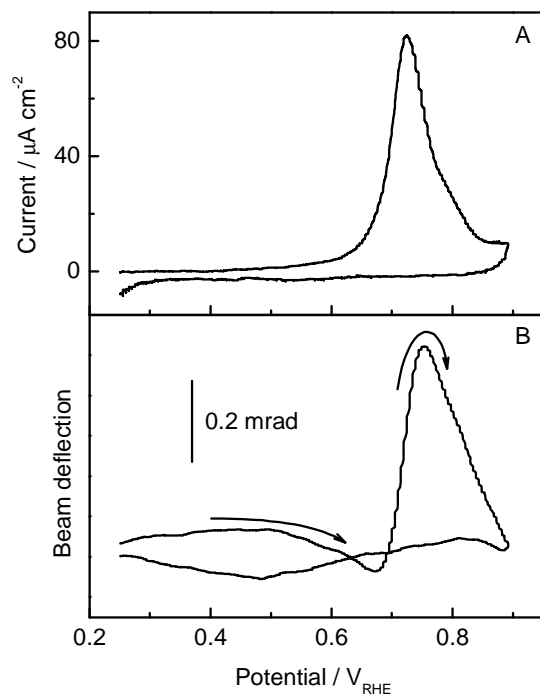 A
80
40
0
Current / μA cm-2
B
0.2 mrad
Beam deflection
0.2 0.4 0.6 0.8
Potential / VRHE